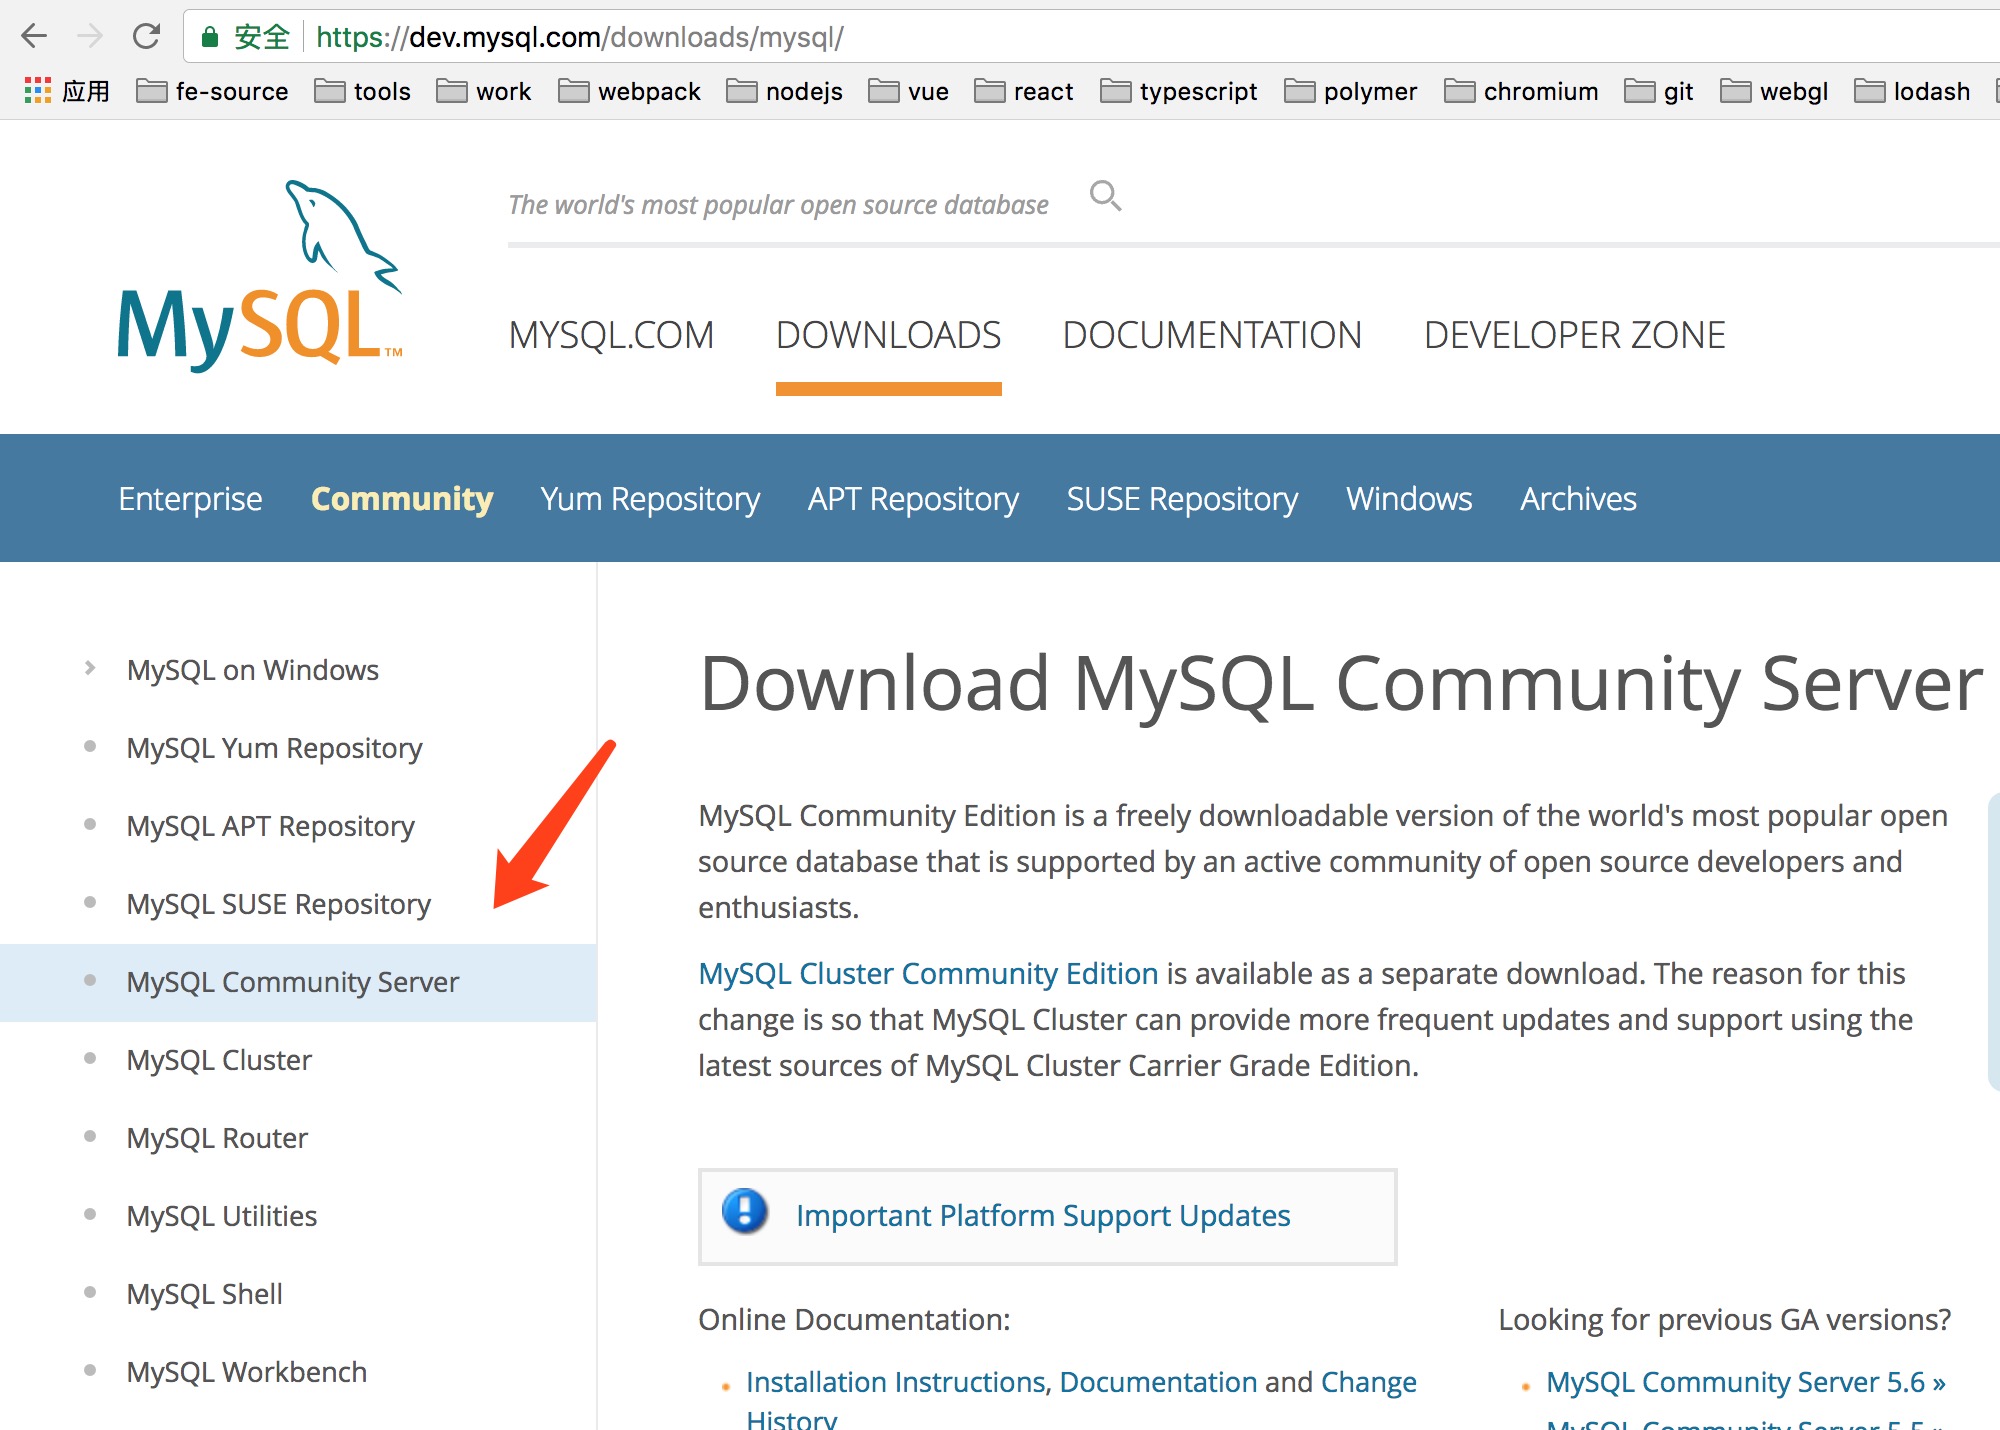 安全 https://dev.mysql.com/downloads/mysql/
应用 fe-source tools work webpack nodejs vue react typescript polymer chromium git webgl lodash
The world's most popular open source database
MySQL™
MYSQL.COM DOWNLOADS DOCUMENTATION DEVELOPER ZONE
Enterprise Community Yum Repository APT Repository SUSE Repository Windows Archives
MySQL on Windows
MySQL Yum Repository
MySQL APT Repository
MySQL SUSE Repository
MySQL Community Server
MySQL Cluster
MySQL Router
MySQL Utilities
MySQL Shell
MySQL Workbench
Download MySQL Community Server
MySQL Community Edition is a freely downloadable version of the world's most popular open
source database that is supported by an active community of open source developers and
enthusiasts.
MySQL Cluster Community Edition is available as a separate download. The reason for this
change is so that MySQL Cluster can provide more frequent updates and support using the
latest sources of MySQL Cluster Carrier Grade Edition.
Important Platform Support Updates
Online Documentation:
Installation Instructions, Documentation and Change
History
Looking for previous GA versions?
MySQL Community Server 5.6 »
MySQL Community Server 5.5 »